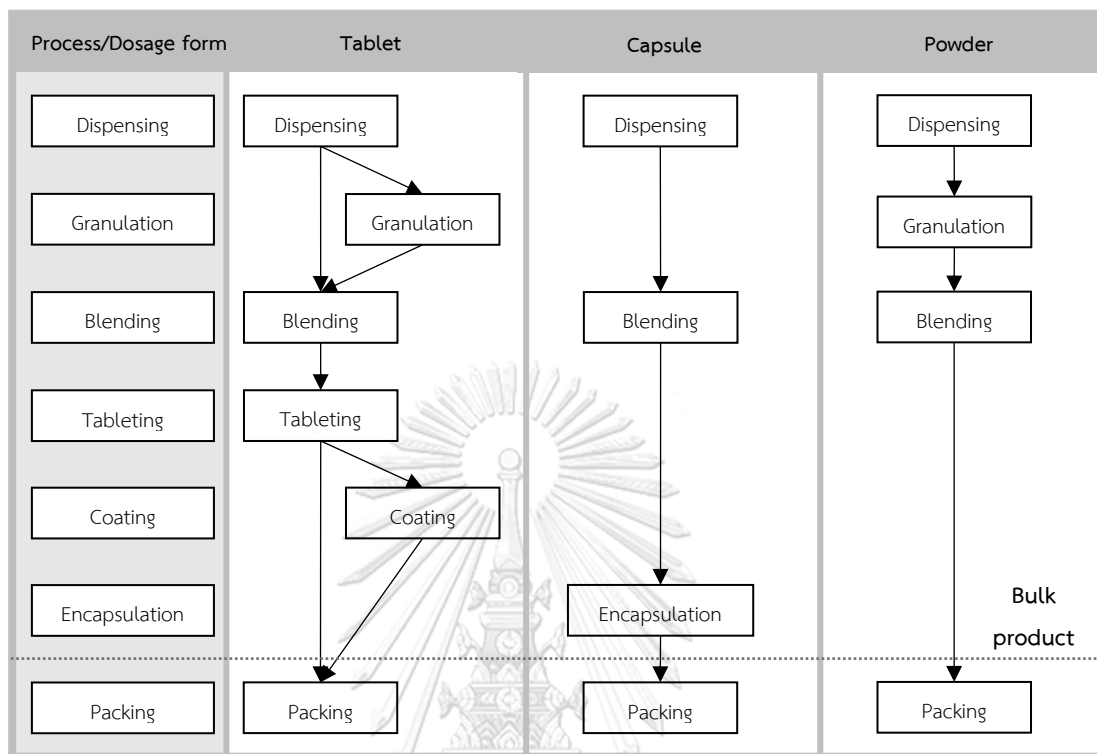 Process/Dosage form Tablet Capsule Powder
Dispensing Dispensing Dispensing Dispensing
Granulation Granulation Granulation
Blending Blending Blending Blending
Tableting Tableting
Coating Coating
Encapsulation Encapsulation
Bulk
product
Packing Packing Packing Packing